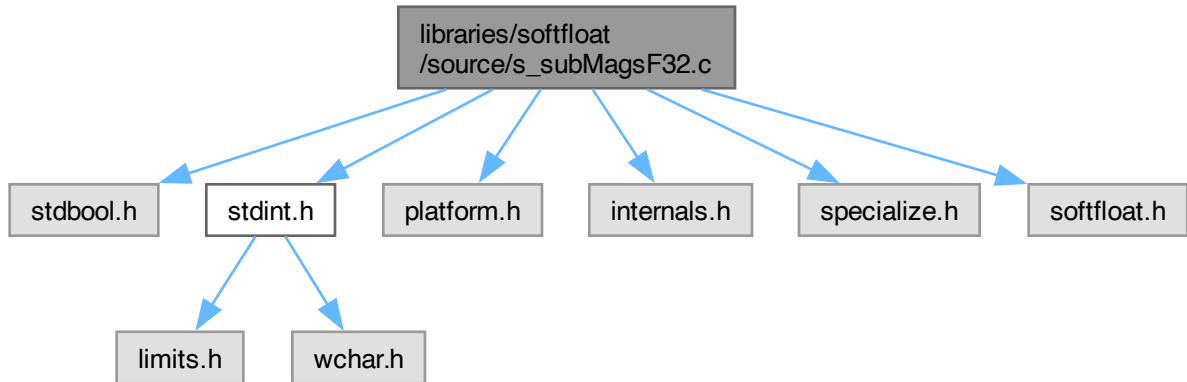 libraries/softfloat
/source/s_subMagsF32.c
stdbool.h
stdint.h
platform.h
internals.h
specialize.h
softfloat.h
limits.h
wchar.h